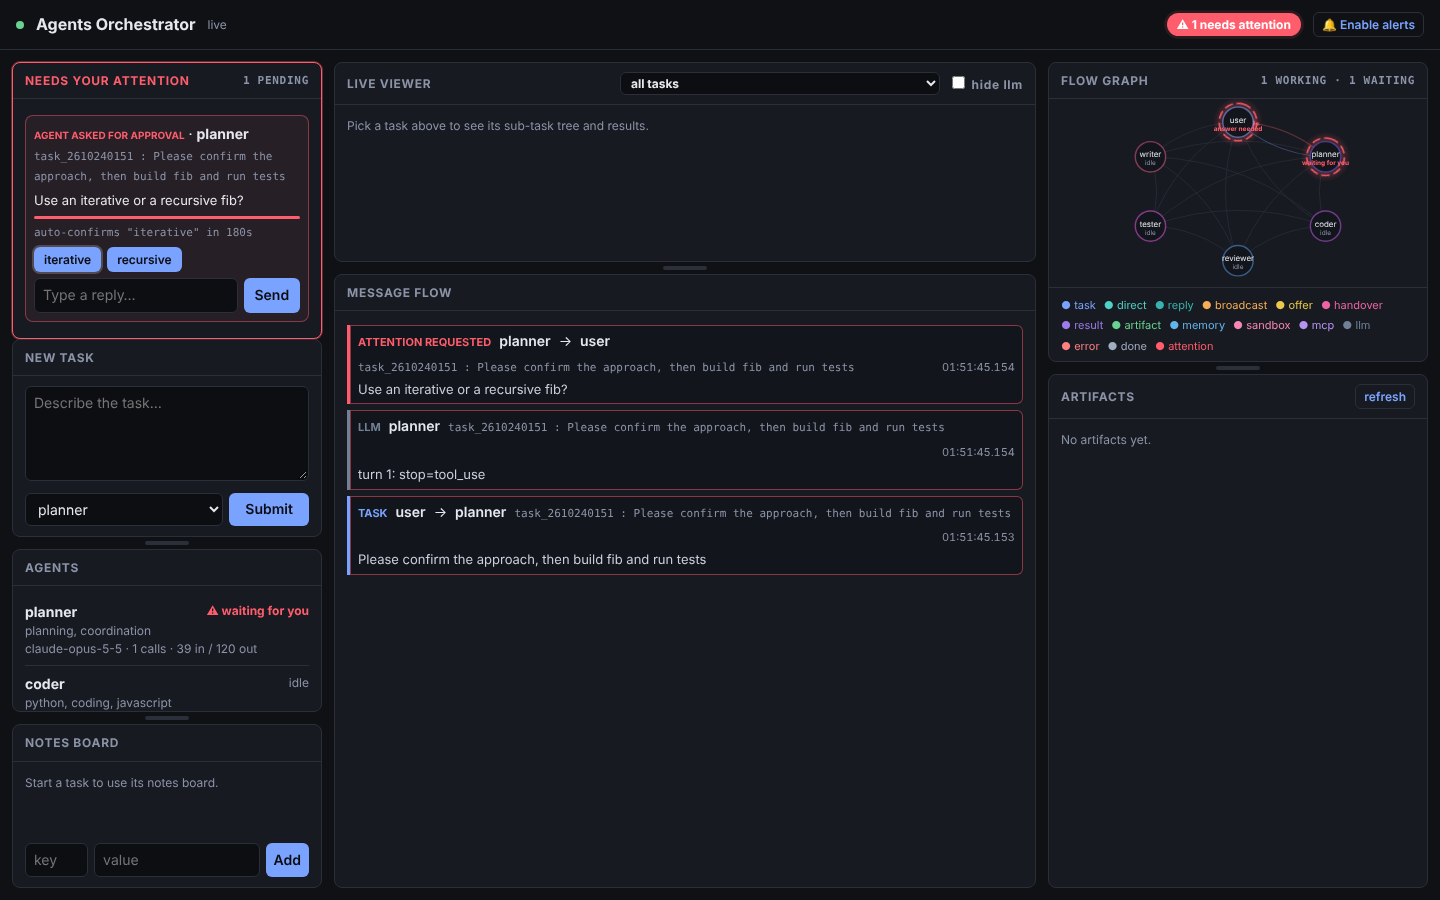 Agents Orchestrator live
⚠ 1 needs attention
🔔 Enable alerts
NEEDS YOUR ATTENTION 1 PENDING
AGENT ASKED FOR APPROVAL · planner
task_2610240151 : Please confirm the
approach, then build fib and run tests
Use an iterative or a recursive fib?
auto-confirms "iterative" in 180s
iterative recursive
Type a reply... Send
NEW TASK
Describe the task...
planner Submit
AGENTS
planner ⚠ waiting for you
planning, coordination
claude-opus-5-5 · 1 calls · 39 in / 120 out
coder idle
python, coding, javascript
NOTES BOARD
Start a task to use its notes board.
key value Add
LIVE VIEWER all tasks hide llm
Pick a task above to see its sub-task tree and results.
MESSAGE FLOW
ATTENTION REQUESTED planner → user
task_2610240151 : Please confirm the approach, then build fib and run tests 01:51:45.154
Use an iterative or a recursive fib?
LLM planner task_2610240151 : Please confirm the approach, then build fib and run tests
01:51:45.154
turn 1: stop=tool_use
TASK user → planner task_2610240151 : Please confirm the approach, then build fib and run tests
01:51:45.153
Please confirm the approach, then build fib and run tests
FLOW GRAPH 1 WORKING · 1 WAITING
user
answer needed
writer
idle
planner
waiting for you
tester
idle
coder
idle
reviewer
idle
task direct reply broadcast offer handover
result artifact memory sandbox mcp llm
error done attention
ARTIFACTS refresh
No artifacts yet.